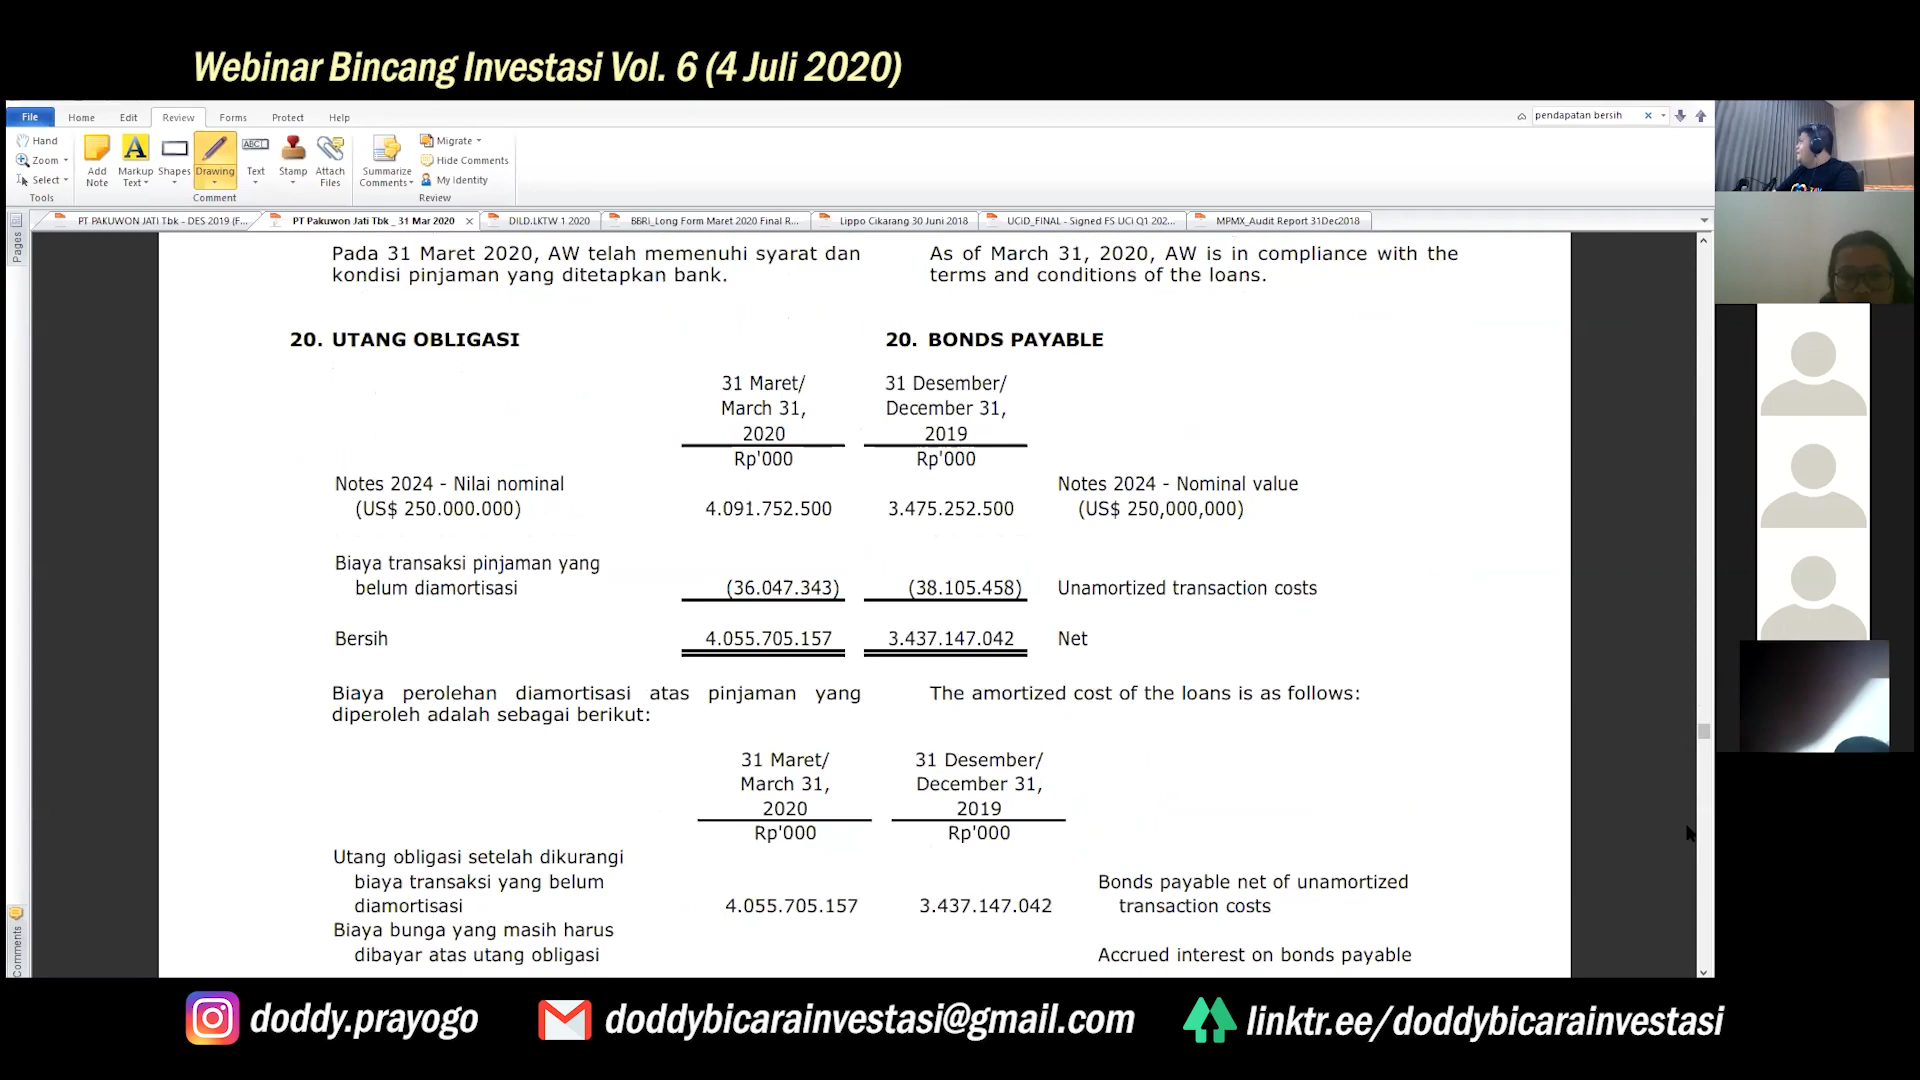 Webinar Bincang Investasi Vol. 6 (4 Juli 2020)
File Home Edit Review Forms Protect Help
pendapatan bersih
Hand
Zoom
Select
Tools
Add Note
Markup Text
Shapes
Drawing
Text
Stamp
Attach Files
Comment
Summarize Comments
Migrate
Hide Comments
My Identity
Review
PT PAKUWON JATI Tbk - DES 2019 (F...
PT Pakuwon Jati Tbk _ 31 Mar 2020
DILD.LKTW 1 2020
BBRI_Long Form Maret 2020 Final R...
Lippo Cikarang 30 Juni 2018
UCiD_FINAL - Signed FS UCi Q1 202...
MPMX_Audit Report 31Dec2018
Pages
Comments
Pada 31 Maret 2020, AW telah memenuhi syarat dan
kondisi pinjaman yang ditetapkan bank.
As of March 31, 2020, AW is in compliance with the
terms and conditions of the loans.
20. UTANG OBLIGASI
20. BONDS PAYABLE
31 Maret/ 31 Desember/
March 31, December 31,
2020 2019
Rp'000 Rp'000
Notes 2024 - Nilai nominal Notes 2024 - Nominal value
(US$ 250.000.000) 4.091.752.500 3.475.252.500 (US$ 250,000,000)
Biaya transaksi pinjaman yang
belum diamortisasi (36.047.343) (38.105.458) Unamortized transaction costs
Bersih 4.055.705.157 3.437.147.042 Net
Biaya perolehan diamortisasi atas pinjaman yang
diperoleh adalah sebagai berikut:
The amortized cost of the loans is as follows:
31 Maret/ 31 Desember/
March 31, December 31,
2020 2019
Rp'000 Rp'000
Utang obligasi setelah dikurangi
biaya transaksi yang belum Bonds payable net of unamortized
diamortisasi 4.055.705.157 3.437.147.042 transaction costs
Biaya bunga yang masih harus
dibayar atas utang obligasi Accrued interest on bonds payable
doddy.prayogo
doddybicarainvestasi@gmail.com
linktr.ee/doddybicarainvestasi